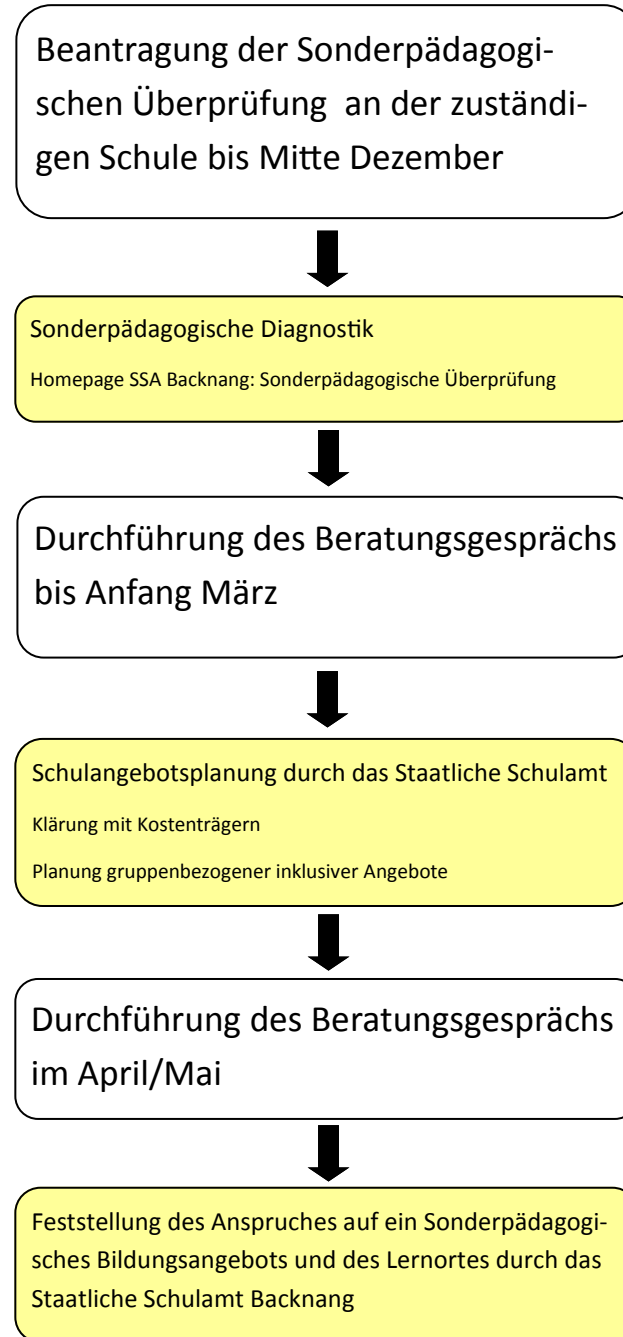 Beantragung der Sonderpädagogi-
schen Überprüfung an der zuständi-
gen Schule bis Mitte Dezember
Sonderpädagogische Diagnostik
Homepage SSA Backnang: Sonderpädagogische Überprüfung
Durchführung des Beratungsgesprächs
bis Anfang März
Schulangebotsplanung durch das Staatliche Schulamt
Klärung mit Kostenträgern
Planung gruppenbezogener inklusiver Angebote
Durchführung des Beratungsgesprächs
im April/Mai
Feststellung des Anspruches auf ein Sonderpädagogi-
sches Bildungsangebots und des Lernortes durch das
Staatliche Schulamt Backnang